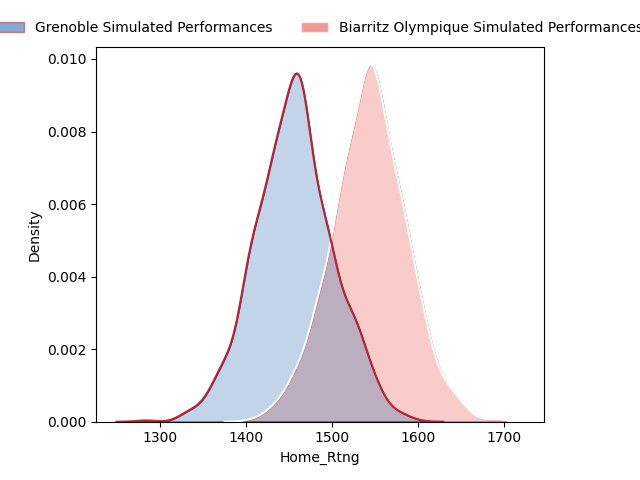 Grenoble Simulated Performances Biarritz Olympique Simulated Performances
0.010
0.008
0.006
0.004
0.002
0.000
Density
1300 1400 1500 1600 1700
Home_Rtng